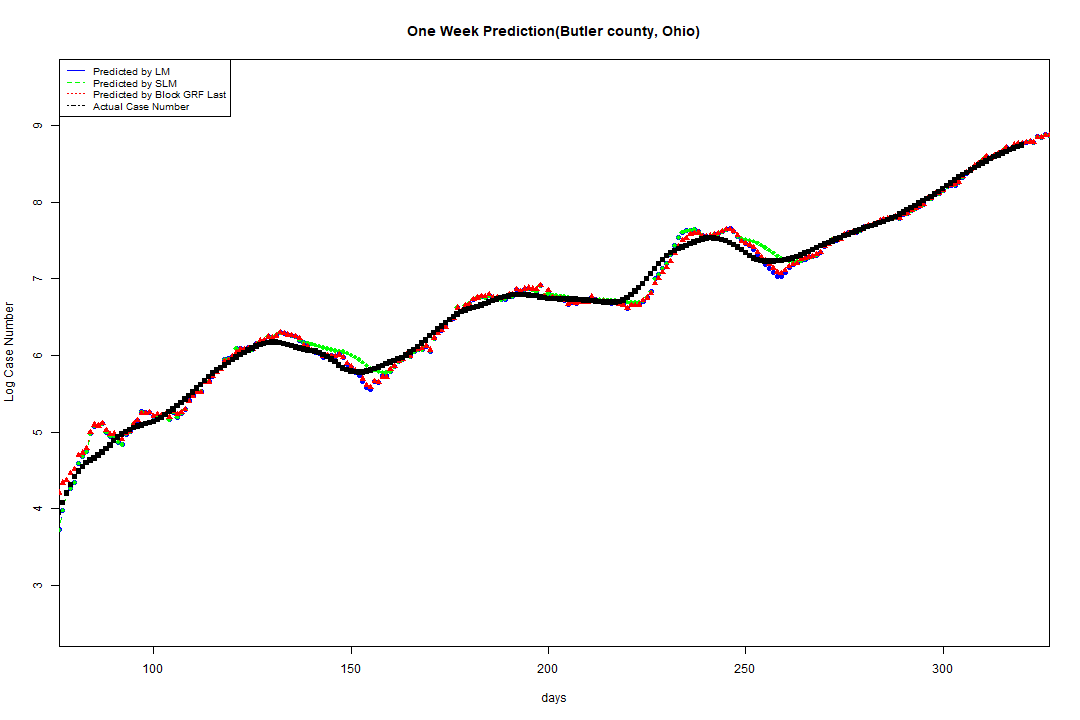 One Week Prediction(Butler county, Ohio)
Predicted by LM
Predicted by SLM
Predicted by Block GRF Last
Actual Case Number
Log Case Number
9
8
7
6
5
4
3
100 150 200 250 300
days